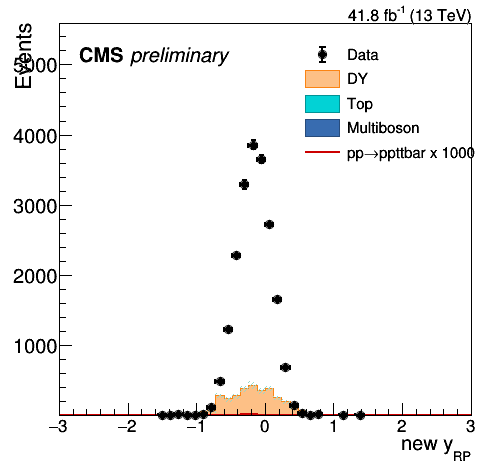 41.8 fb⁻¹ (13 TeV)
Events
CMS preliminary
Data
DY
Top
Multiboson
pp→ppttbar x 1000
5000
4000
3000
2000
1000
−3 −2 −1 0 1 2 3
new y_RP